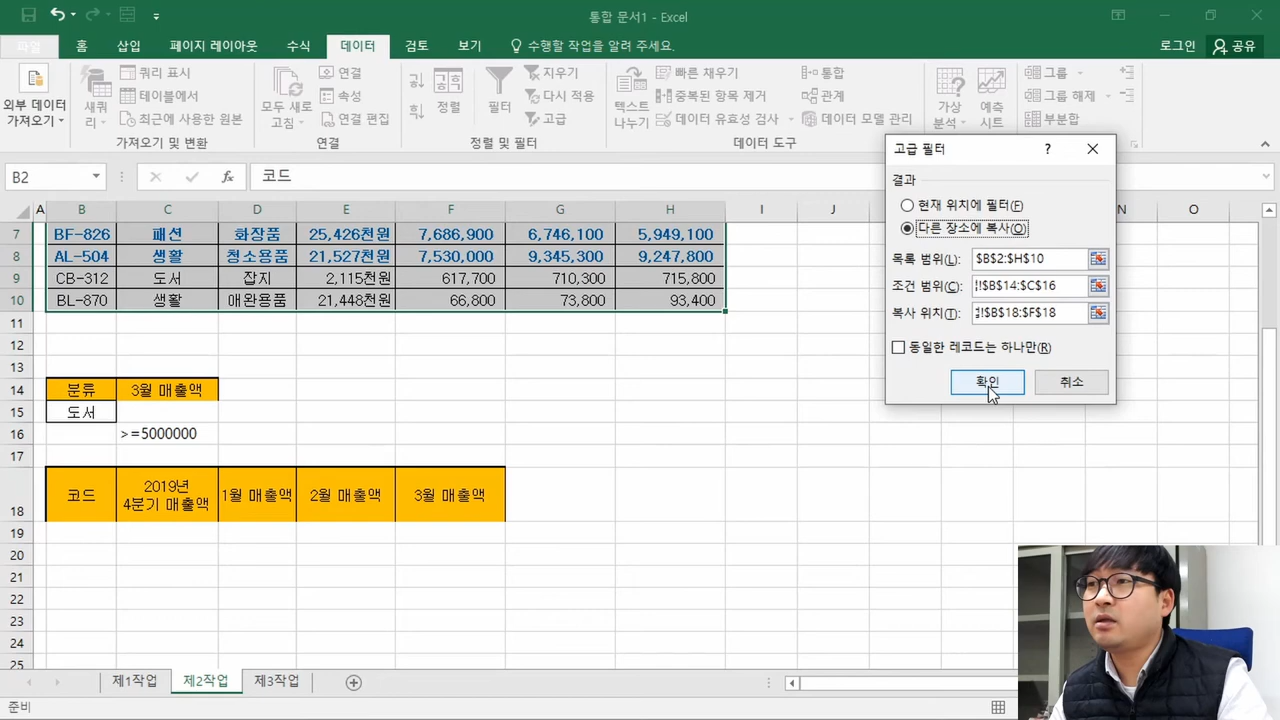 통합 문서1 - Excel
파일 홈 삽입 페이지 레이아웃 수식 데이터 검토 보기 수행할 작업을 알려 주세요. 로그인 공유
외부 데이터
가져오기
새쿼
리
쿼리 표시
테이블에서
최근에 사용한 원본
가져오기 및 변환
모두 새로
고침
연결
속성
연결 편집
연결
정렬
필터
지우기
다시 적용
고급
정렬 및 필터
텍스트
나누기
빠른 채우기
중복된 항목 제거
데이터 유효성 검사
통합
관계
데이터 모델 관리
데이터 도구
가상
분석
예측
시트
그룹
그룹 해제
부분합
B2 fx 코드
A B C D E F G H I J N O
7 BF-826 패션 화장품 25,426천원 7,686,900 6,746,100 5,949,100
8 AL-504 생활 청소용품 21,527천원 7,530,000 9,345,300 9,247,800
9 CB-312 도서 잡지 2,115천원 617,700 710,300 715,800
10 BL-870 생활 애완용품 21,448천원 66,800 73,800 93,400
11
12
13
14 분류 3월 매출액
15 도서
16 >=5000000
17
18 코드 2019년 1월 매출액 2월 매출액 3월 매출액
4분기 매출액
19
20
21
22
23
24
25
고급 필터 ?
결과
현재 위치에 필터(F)
다른 장소에 복사(O)
목록 범위(L): $B$2:$H$10
조건 범위(C): !$B$14:$C$16
복사 위치(T): !$B$18:$F$18
동일한 레코드는 하나만(R)
확인 취소
제1작업 제2작업 제3작업
준비